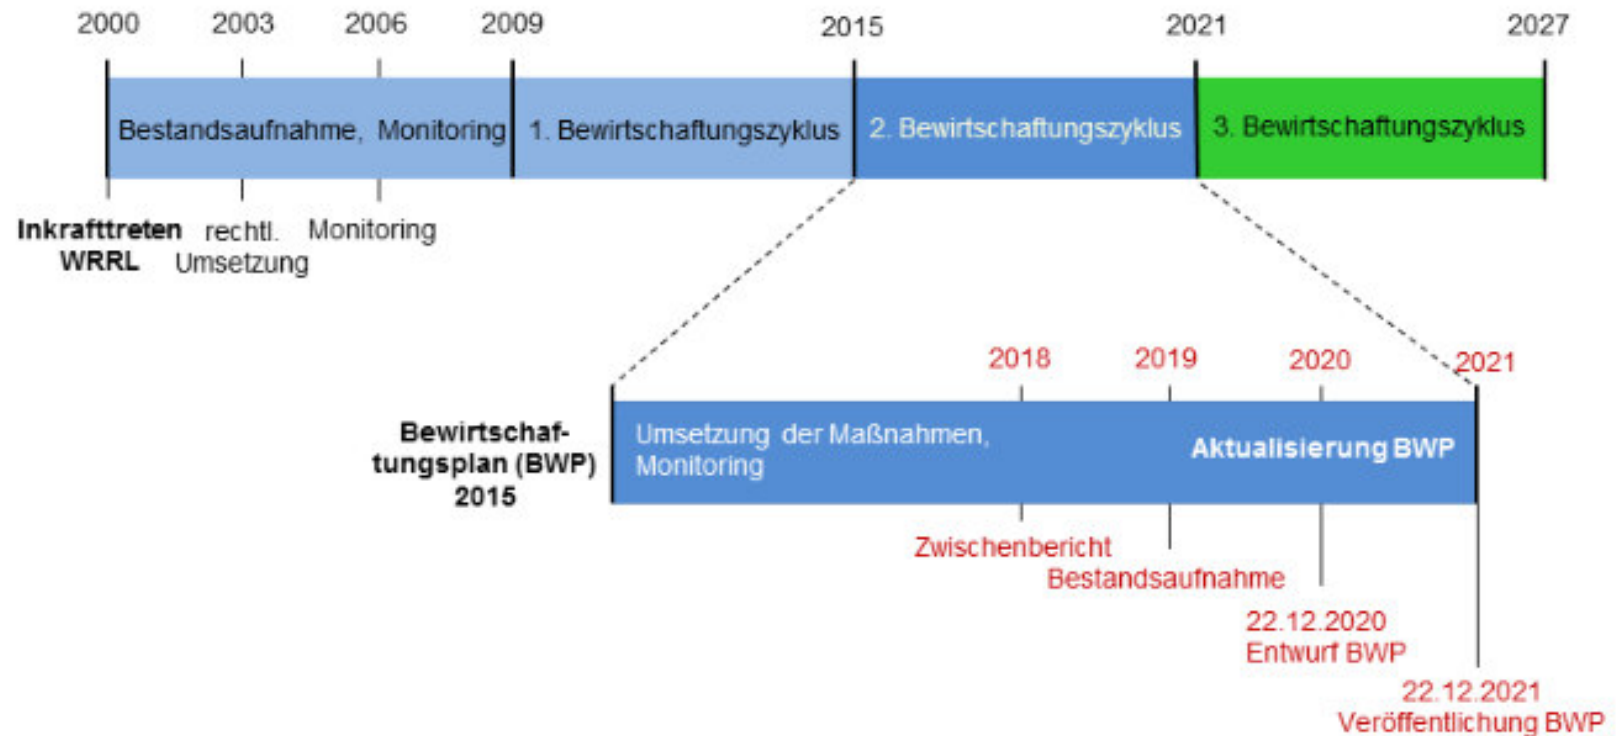 2000 2003 2006 2009 2015 2021 2027
Bestandsaufnahme, Monitoring 1. Bewirtschaftungszyklus 2. Bewirtschaftungszyklus 3. Bewirtschaftungszyklus
Inkrafttreten rechtl. Monitoring
WRRL Umsetzung
2018 2019 2020 2021
Bewirtschaf-
tungsplan (BWP)
2015
Umsetzung der Maßnahmen,
Monitoring
Aktualisierung BWP
Zwischenbericht
Bestandsaufnahme
22.12.2020
Entwurf BWP
22.12.2021
Veröffentlichung BWP